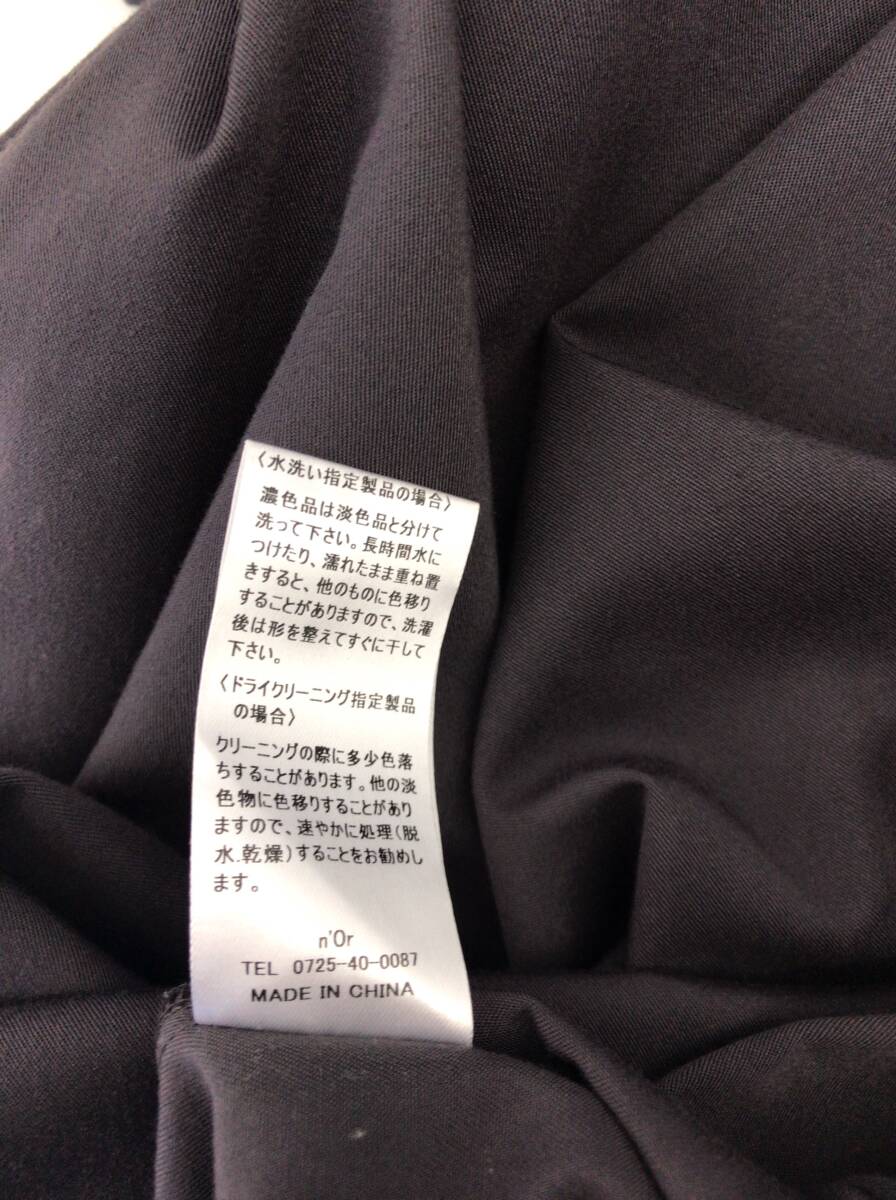 〈水洗い指定製品の場合〉
濃色品は淡色品と分けて
洗って下さい。長時間水に
つけたり、濡れたまま重ね置
きすると、他のものに色移り
することがありますので、洗濯
後は形を整えてすぐに干して
下さい。
〈ドライクリーニング指定製品
の場合〉
クリーニングの際に多少色落
ちすることがあります。他の淡
色物に色移りすることがあり
ますので、速やかに処理(脱
水.乾燥)することをお勧めし
ます。
n'Or
TEL 0725-40-0087
MADE IN CHINA